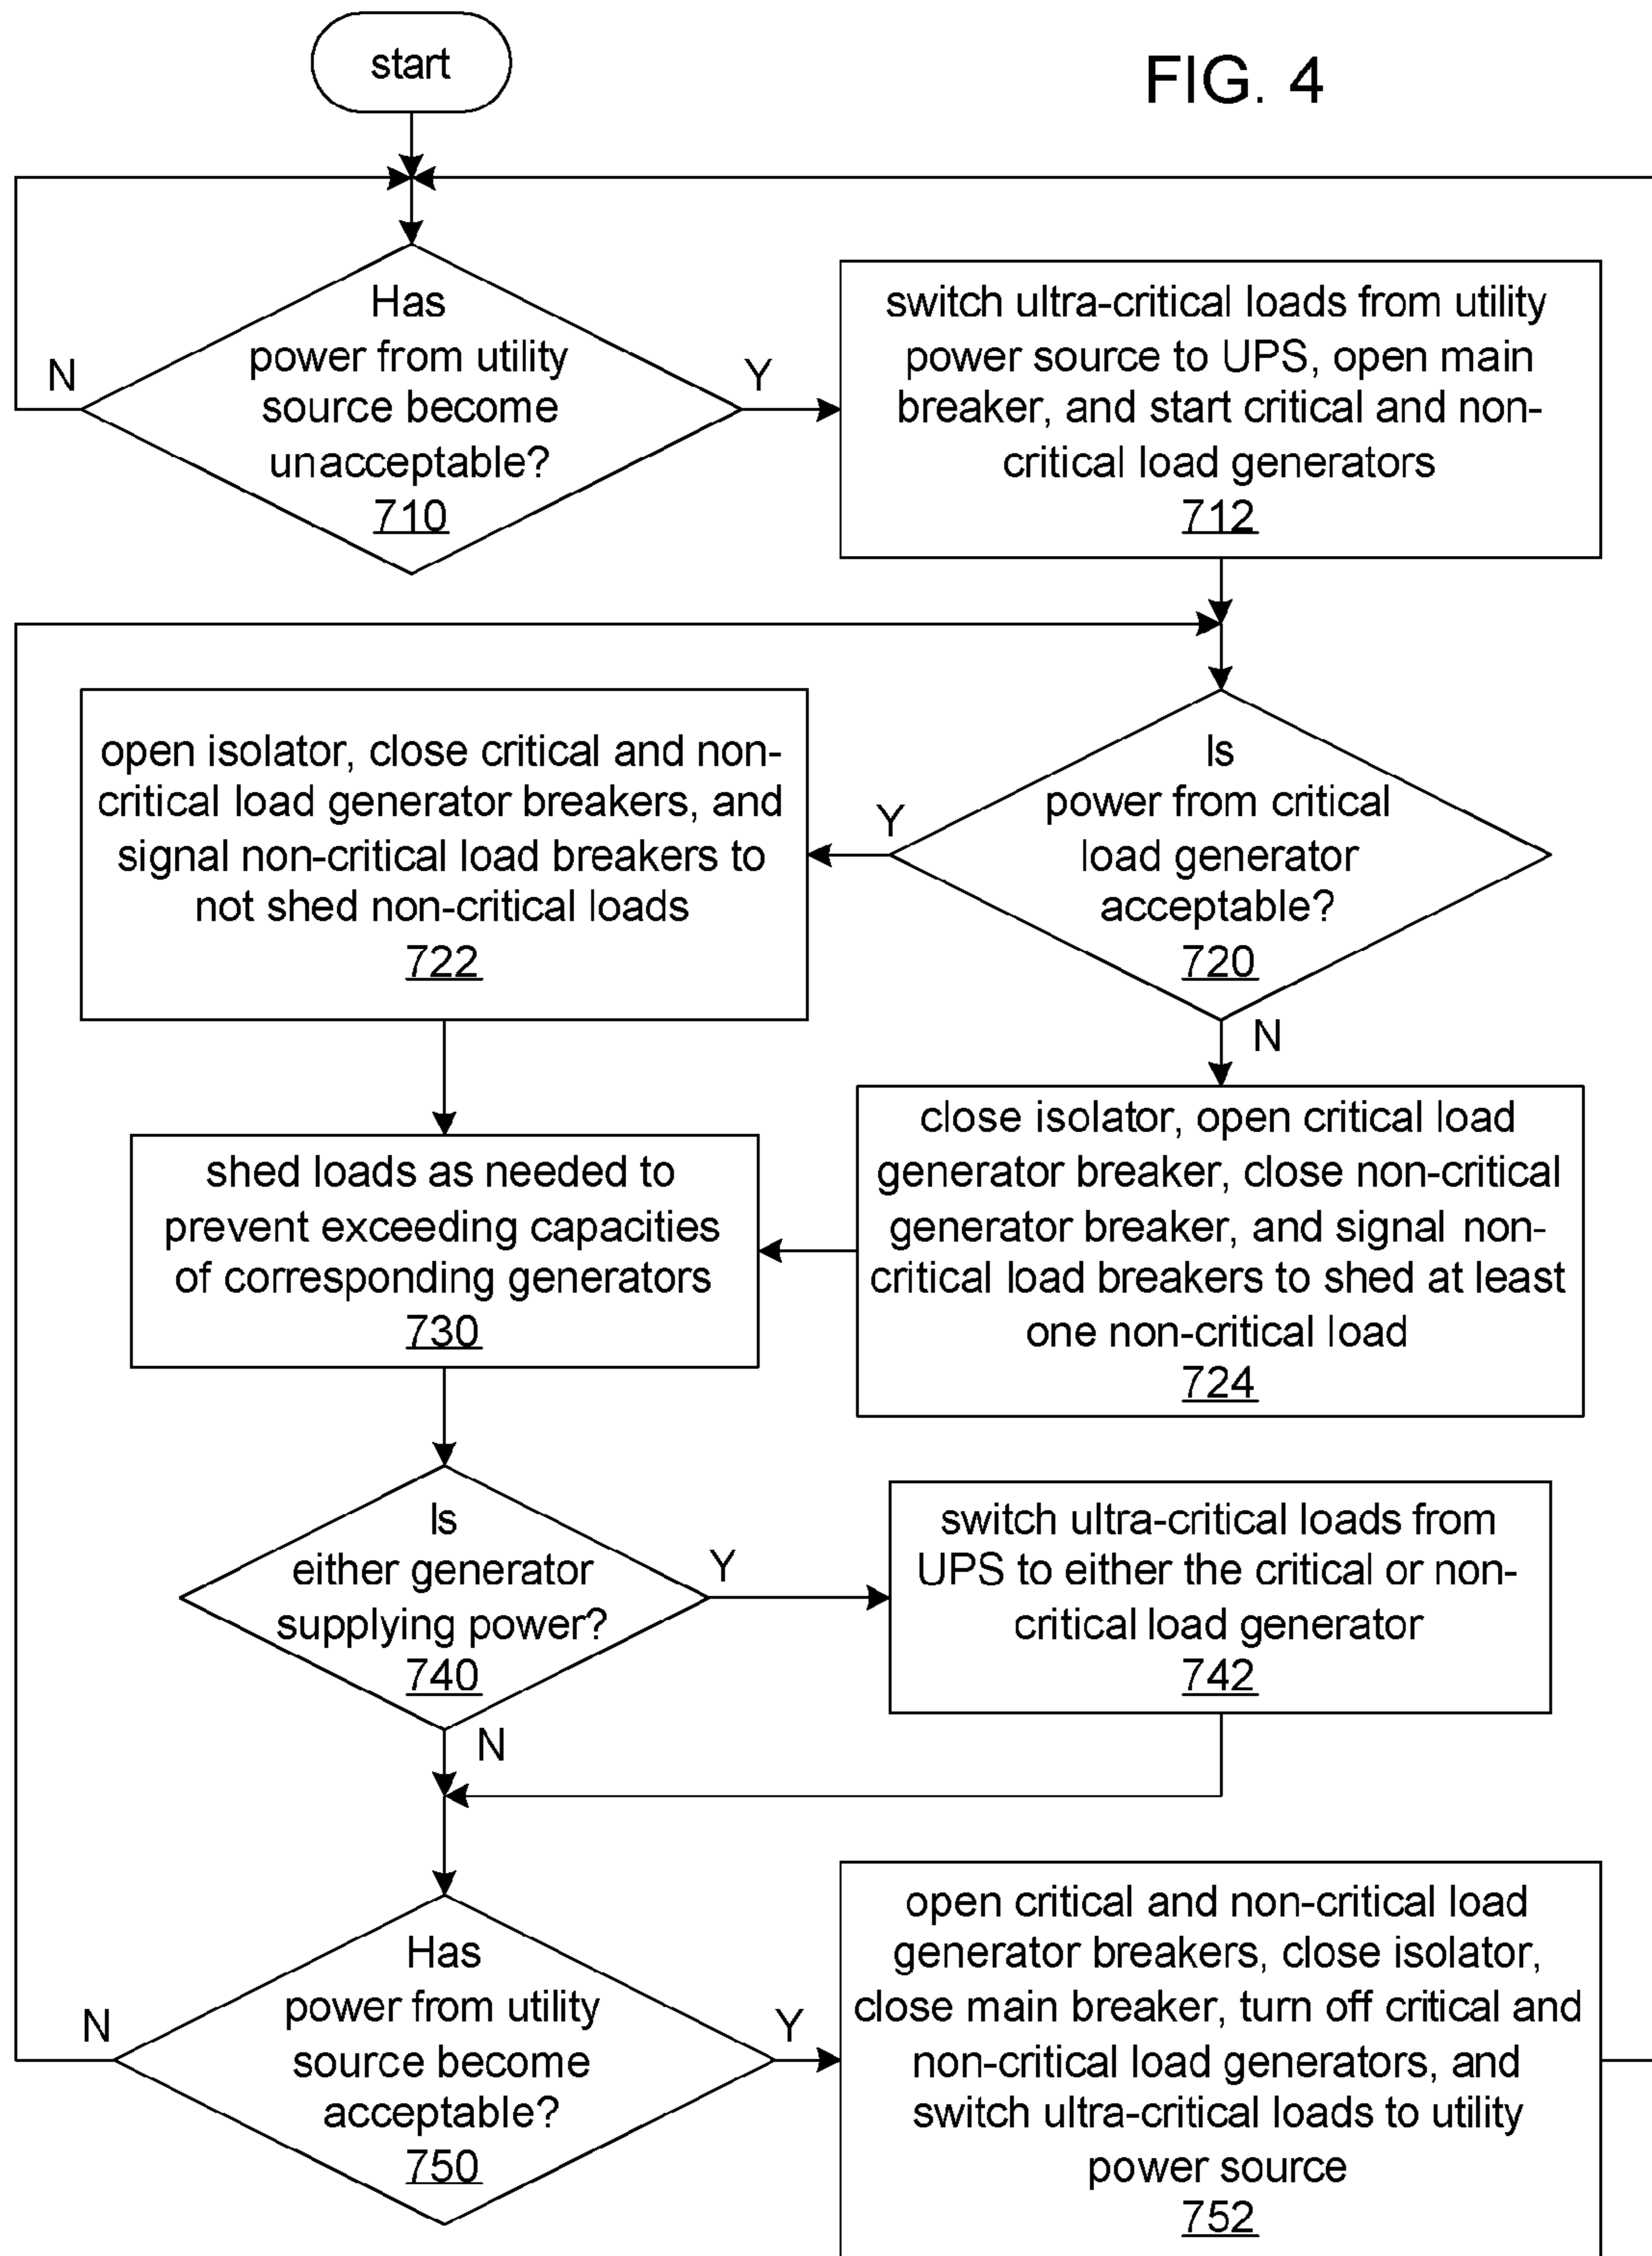 start
FIG. 4
Has
power from utility
source become
unacceptable?
710
N
Y
switch ultra-critical loads from utility
power source to UPS, open main
breaker, and start critical and non-
critical load generators
712
Is
power from critical
load generator
acceptable?
720
Y
N
open isolator, close critical and non-
critical load generator breakers, and
signal non-critical load breakers to
not shed non-critical loads
722
close isolator, open critical load
generator breaker, close non-critical
generator breaker, and signal non-
critical load breakers to shed at least
one non-critical load
724
shed loads as needed to
prevent exceeding capacities
of corresponding generators
730
Is
either generator
supplying power?
740
Y
N
switch ultra-critical loads from
UPS to either the critical or non-
critical load generator
742
Has
power from utility
source become
acceptable?
750
N
Y
open critical and non-critical load
generator breakers, close isolator,
close main breaker, turn off critical and
non-critical load generators, and
switch ultra-critical loads to utility
power source
752